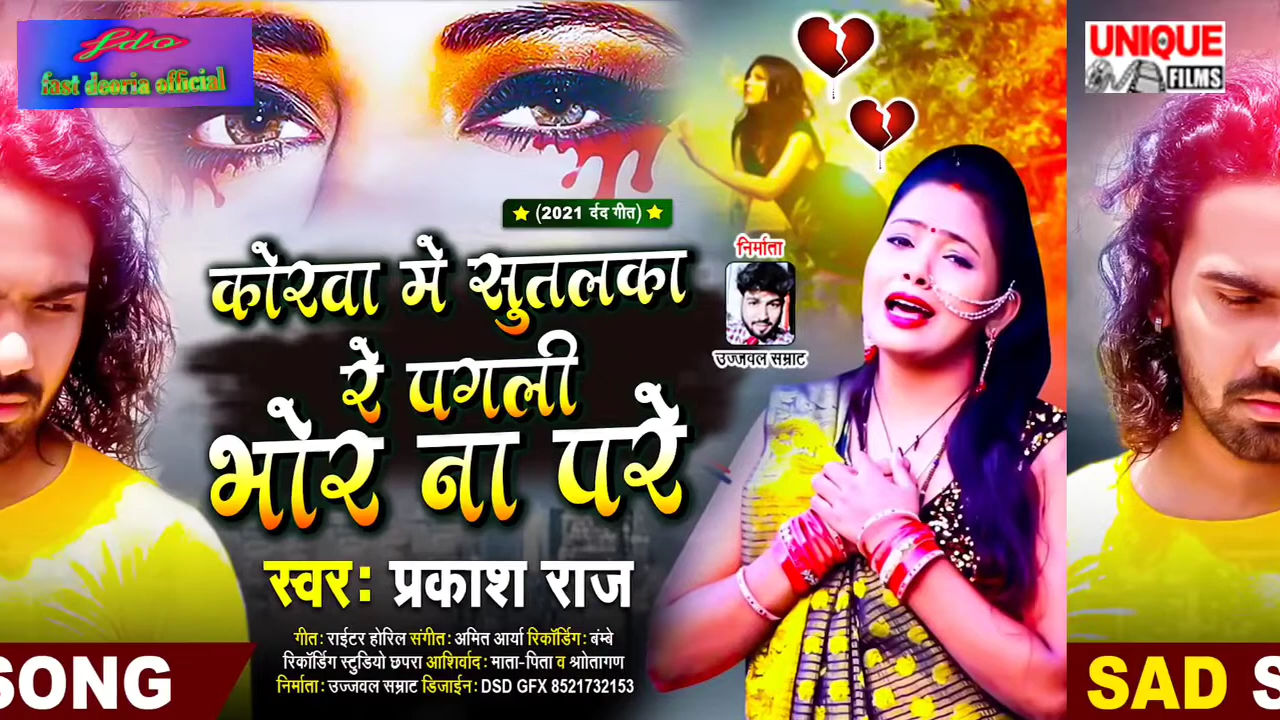 fdo
fast deoria official
UNIQUE
FILMS
(2021 र्दद गीत)
कोरवा मे सुतलका
रे पगली
भोर ना परे
निर्माता
उज्जवल सम्राट
स्वर: प्रकाश राज
गीत: राईटर होरिल संगीत: अमित आर्या रिकॉर्डिंग: बंम्बे
रिकॉर्डिंग स्टुडियो छपरा आशिर्वाद: माता-पिता व श्राोतागण
निर्माता: उज्जवल सम्राट डिजाईन: DSD GFX 8521732153
SONG
SAD S